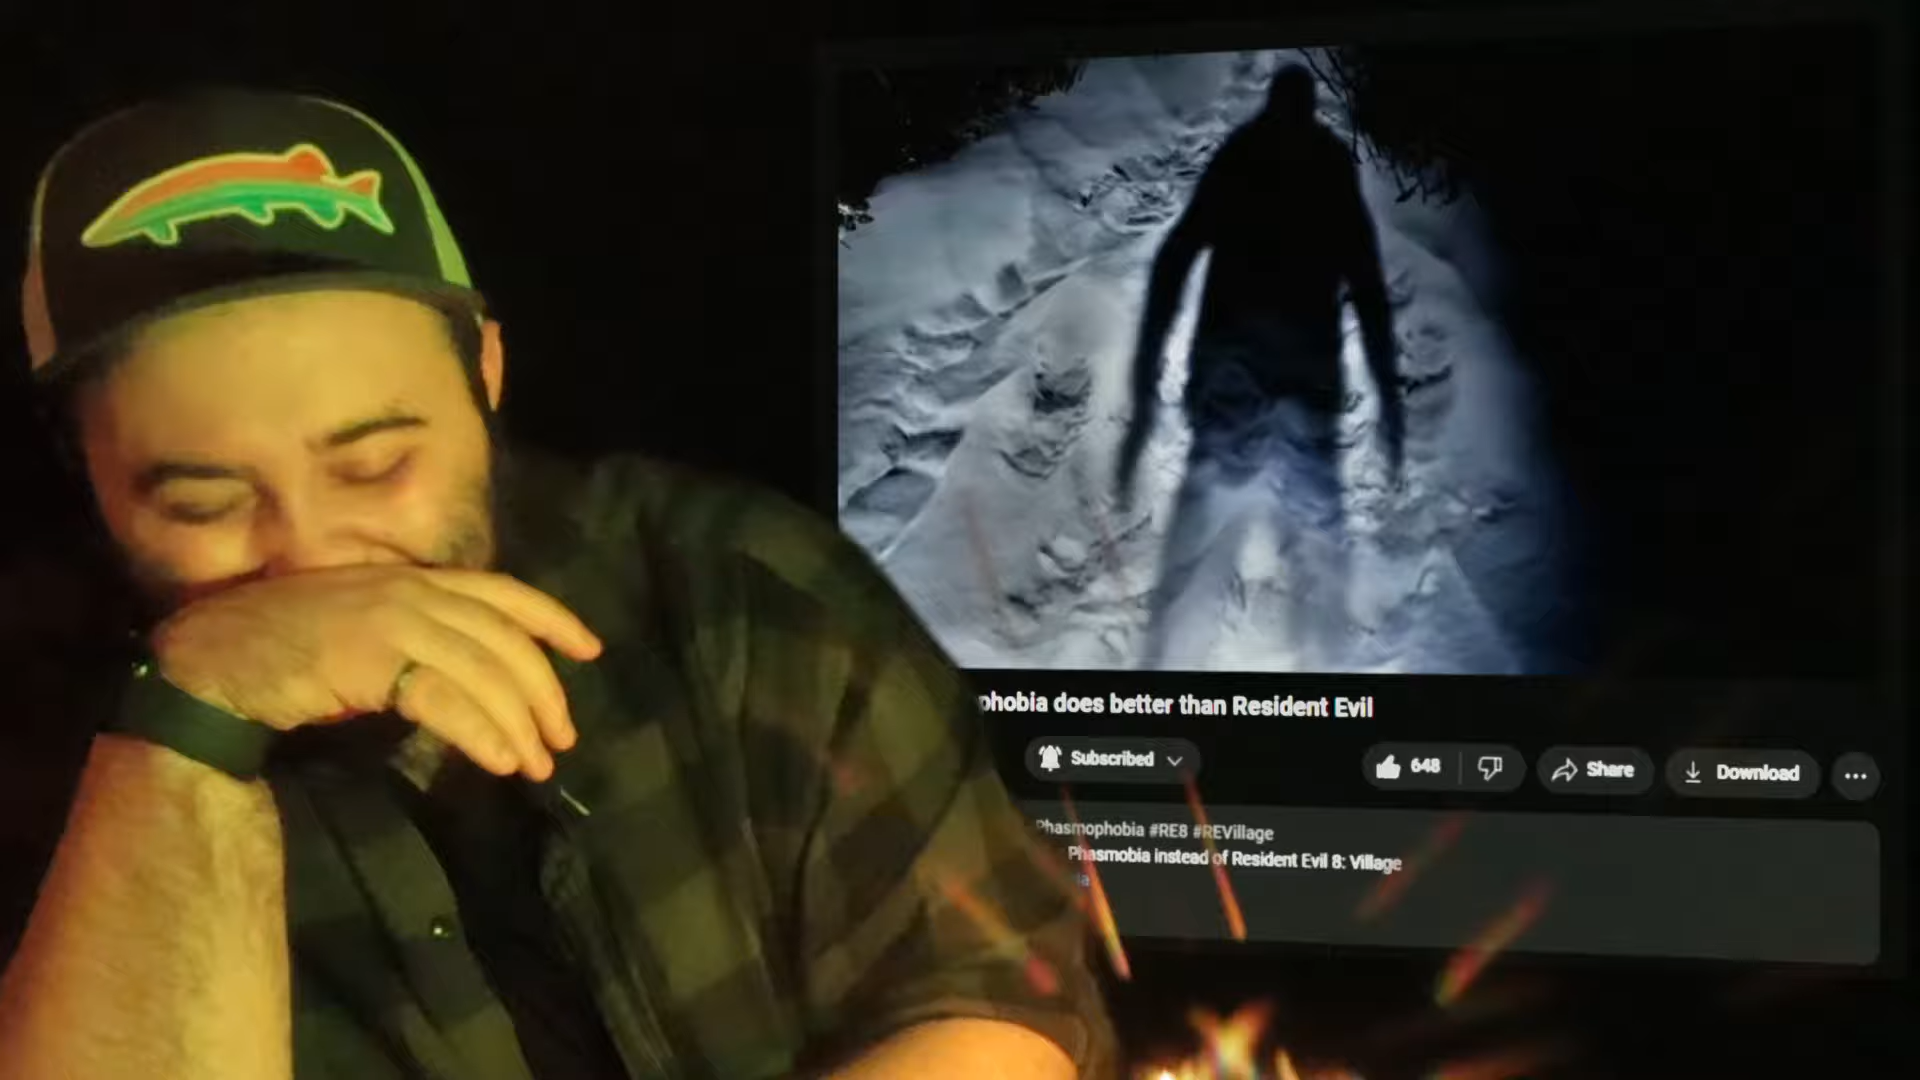 phobia does better than Resident Evil
Subscribed
648
Share
Download
Phasmophobia #RE8 #REVillage
Phasmobia instead of Resident Evil 8: Village
ia